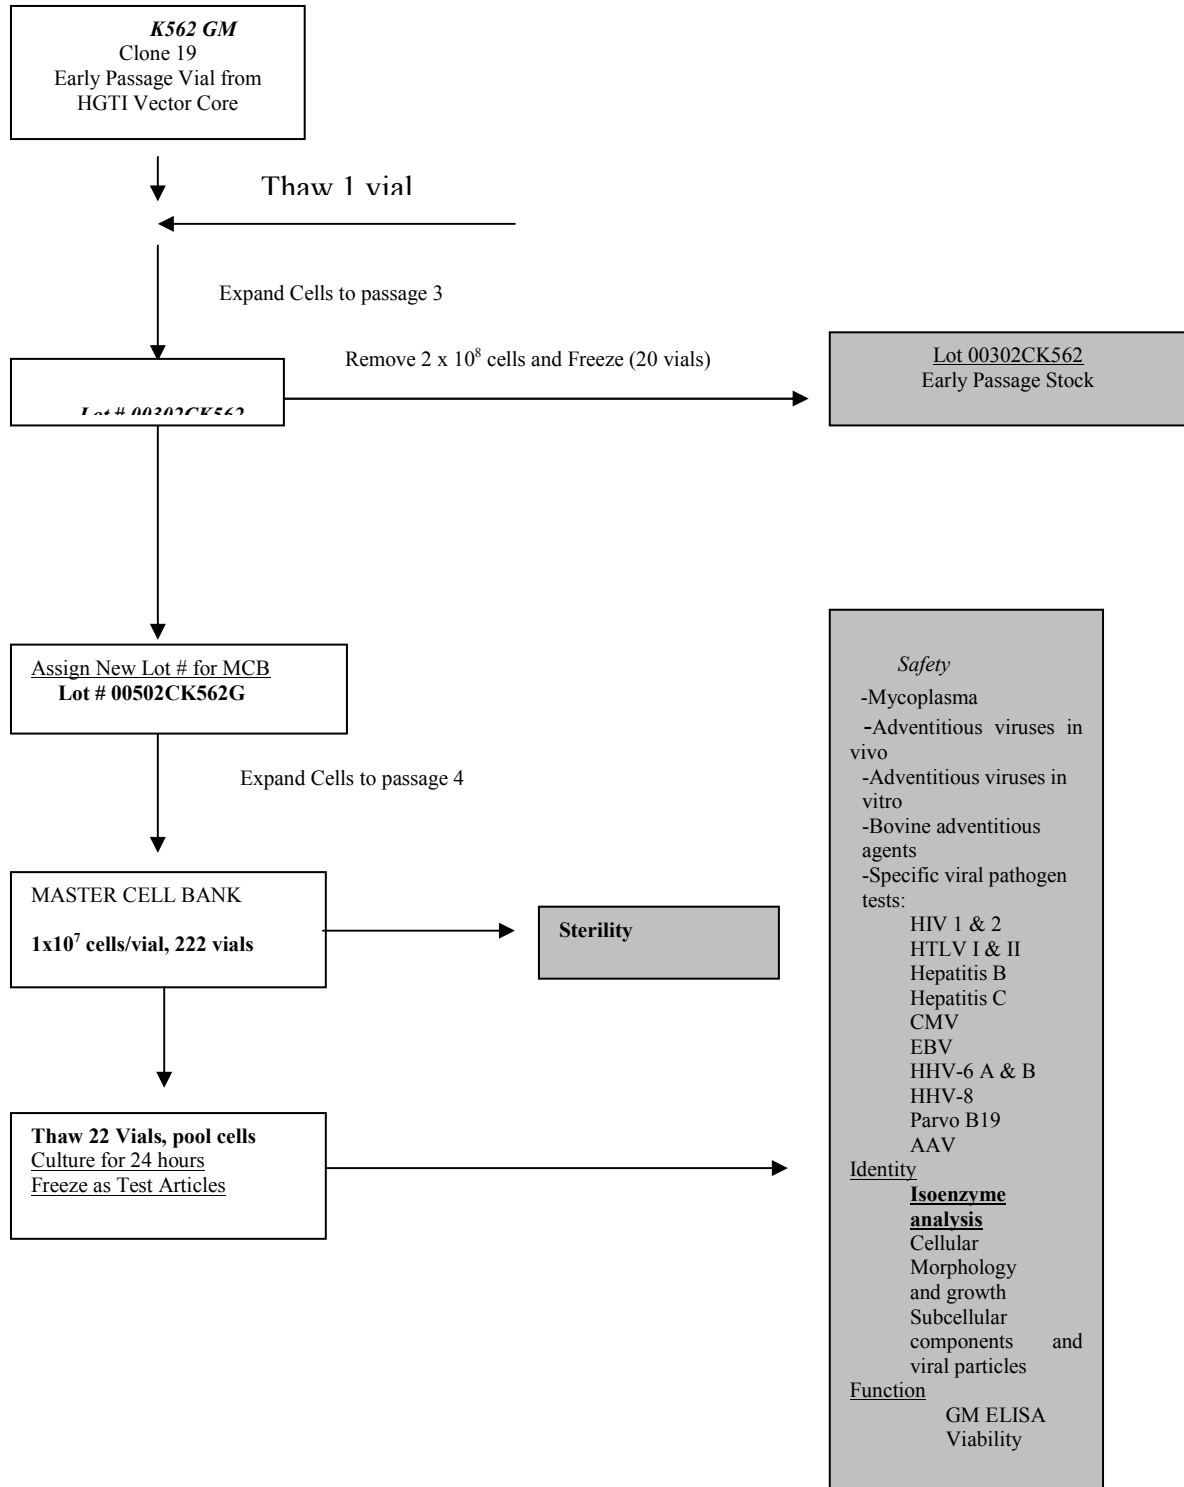 K562 GM
Clone 19
Early Passage Vial from
HGTI Vector Core
Thaw 1 vial
Expand Cells to passage 3
Remove 2 x 10⁸ cells and Freeze (20 vials)
Lot # 00302CK562
Lot 00302CK562
Early Passage Stock
Assign New Lot # for MCB
Lot # 00502CK562G
Expand Cells to passage 4
MASTER CELL BANK
1x10⁷ cells/vial, 222 vials
Sterility
Thaw 22 Vials, pool cells
Culture for 24 hours
Freeze as Test Articles
Safety
-Mycoplasma
-Adventitious viruses in
vivo
-Adventitious viruses in
vitro
-Bovine adventitious
agents
-Specific viral pathogen
tests:
HIV 1 & 2
HTLV I & II
Hepatitis B
Hepatitis C
CMV
EBV
HHV-6 A & B
HHV-8
Parvo B19
AAV
Identity
Isoenzyme
analysis
Cellular
Morphology
and growth
Subcellular
components and
viral particles
Function
GM ELISA
Viability